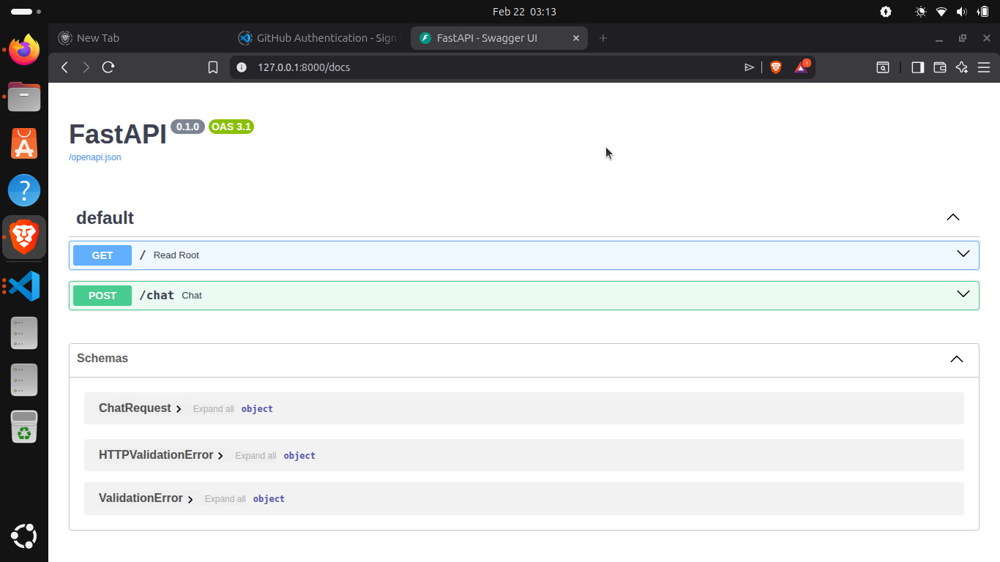 Feb 22 03:13
New Tab
GitHub Authentication - Sign
FastAPI - Swagger UI
127.0.0.1:8000/docs
1
FastAPI 0.1.0 OAS 3.1
/openapi.json
default
GET / Read Root
POST /chat Chat
Schemas
ChatRequest Expand all object
HTTPValidationError Expand all object
ValidationError Expand all object